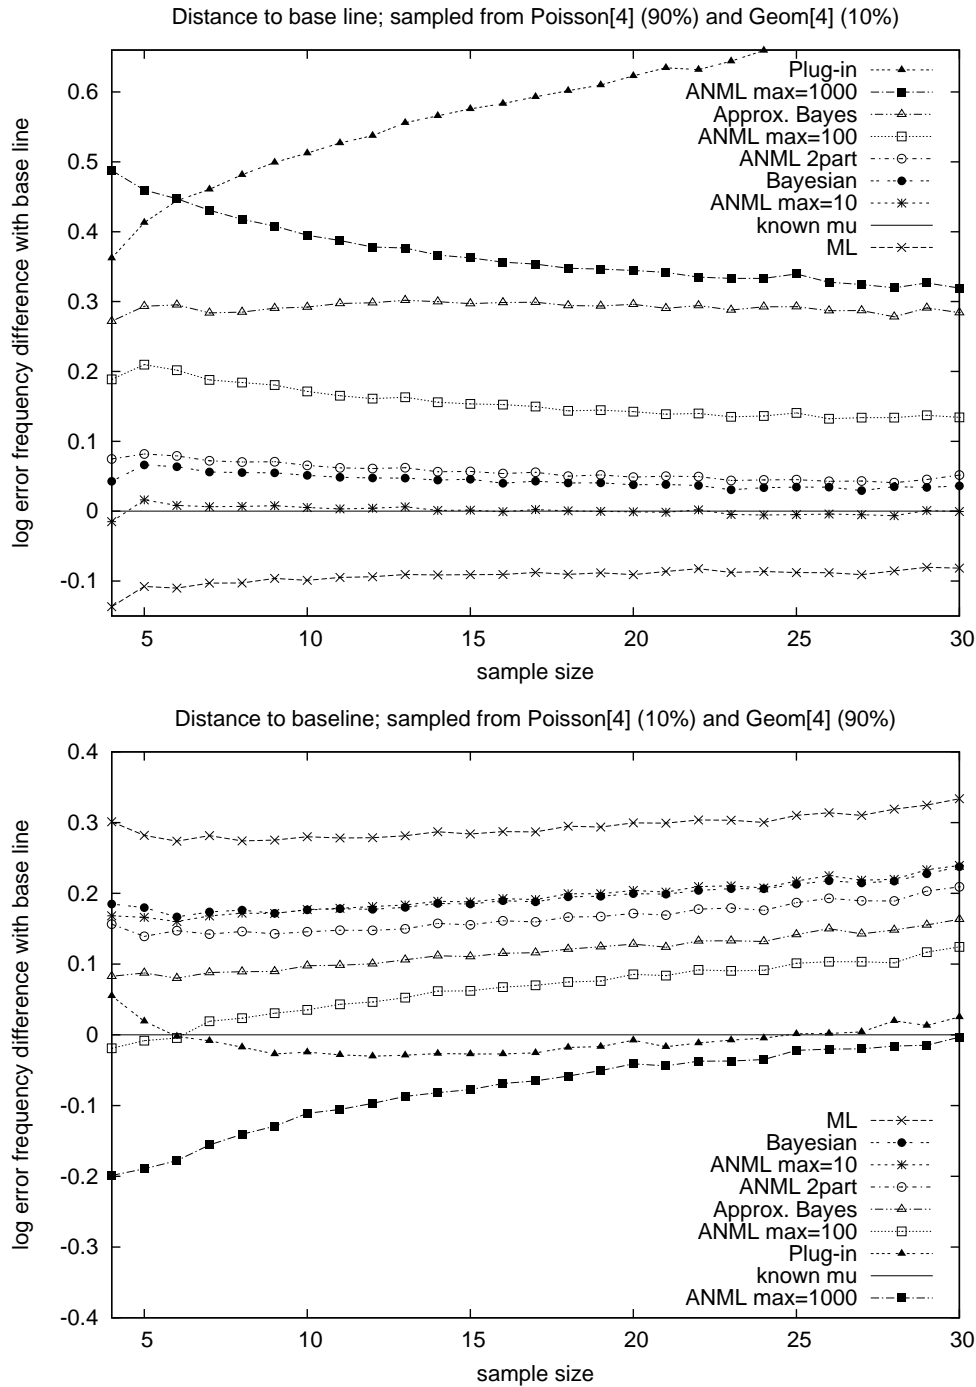 Distance to base line; sampled from Poisson[4] (90%) and Geom[4] (10%)
log error frequency difference with base line
0.6
0.5
0.4
0.3
0.2
0.1
0
-0.1
Plug-in
ANML max=1000
Approx. Bayes
ANML max=100
ANML 2part
Bayesian
ANML max=10
known mu
ML
5 10 15 20 25 30
sample size
Distance to baseline; sampled from Poisson[4] (10%) and Geom[4] (90%)
log error frequency difference with base line
0.4
0.3
0.2
0.1
0
-0.1
-0.2
-0.3
-0.4
ML
Bayesian
ANML max=10
ANML 2part
Approx. Bayes
ANML max=100
Plug-in
known mu
ANML max=1000
5 10 15 20 25 30
sample size